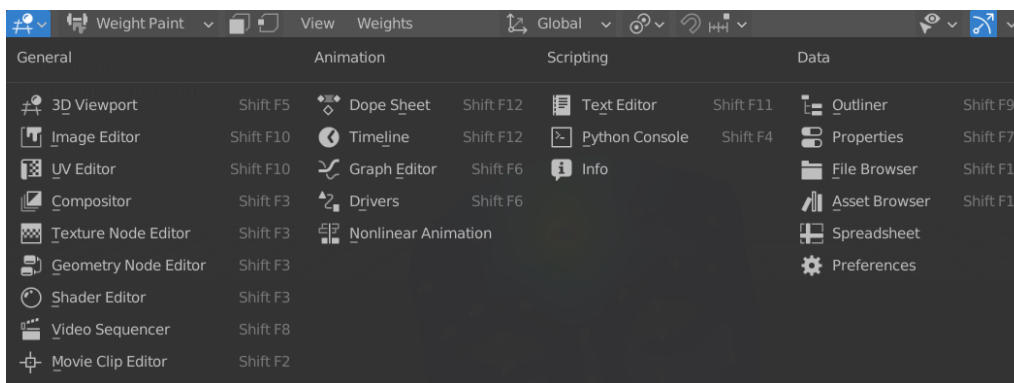 Weight Paint View Weights Global
General Animation Scripting Data
3D Viewport Shift F5 Dope Sheet Shift F12 Text Editor Shift F11 Outliner Shift F9
Image Editor Shift F10 Timeline Shift F12 Python Console Shift F4 Properties Shift F7
UV Editor Shift F10 Graph Editor Shift F6 Info File Browser Shift F1
Compositor Shift F3 Drivers Shift F6 Asset Browser Shift F1
Texture Node Editor Shift F3 Nonlinear Animation Spreadsheet
Geometry Node Editor Shift F3 Preferences
Shader Editor Shift F3
Video Sequencer Shift F8
Movie Clip Editor Shift F2